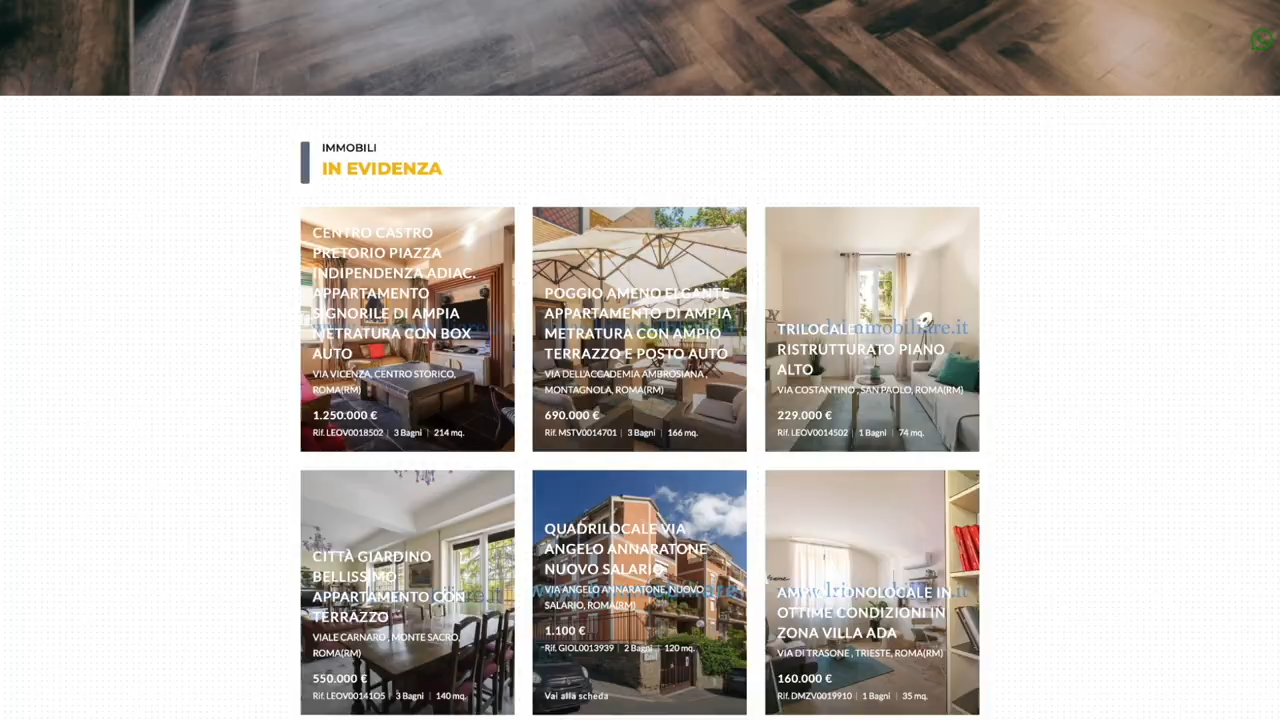 IMMOBILI
IN EVIDENZA
CENTRO CASTRO
PRETORIO PIAZZA
INDIPENDENZA ADIAC.
APPARTAMENTO
SIGNORILE DI AMPIA
METRATURA CON BOX
AUTO
VIA VICENZA, CENTRO STORICO,
ROMA(RM)
1.250.000 €
Rif. LEOV0018502 | 3 Bagni | 214 mq.
POGGIO AMENO ELGANTE
APPARTAMENTO DI AMPIA
METRATURA CON AMPIO
TERRAZZO E POSTO AUTO
VIA DELL'ACCADEMIA AMBROSIANA ,
MONTAGNOLA, ROMA(RM)
690.000 €
Rif. MSTV0014701 | 3 Bagni | 166 mq.
TRILOCALE
RISTRUTTURATO PIANO
ALTO
VIA COSTANTINO , SAN PAOLO, ROMA(RM)
229.000 €
Rif. LEOV0014502 | 1 Bagni | 74 mq.
CITTÀ GIARDINO
BELLISSIMO
APPARTAMENTO CON
TERRAZZO
VIALE CARNARO , MONTE SACRO,
ROMA(RM)
550.000 €
Rif. LEOV00141O5 | 3 Bagni | 140 mq.
QUADRILOCALE VIA
ANGELO ANNARATONE
NUOVO SALARIO
VIA ANGELO ANNARATONE, NUOVO
SALARIO, ROMA(RM)
1.100 €
Rif. GIOL0013939 | 2 Bagni | 120 mq.
Vai alla scheda
AMPIO MONOLOCALE IN
OTTIME CONDIZIONI IN
ZONA VILLA ADA
VIA DI TRASONE , TRIESTE, ROMA(RM)
160.000 €
Rif. DMZV0019910 | 1 Bagni | 35 mq.